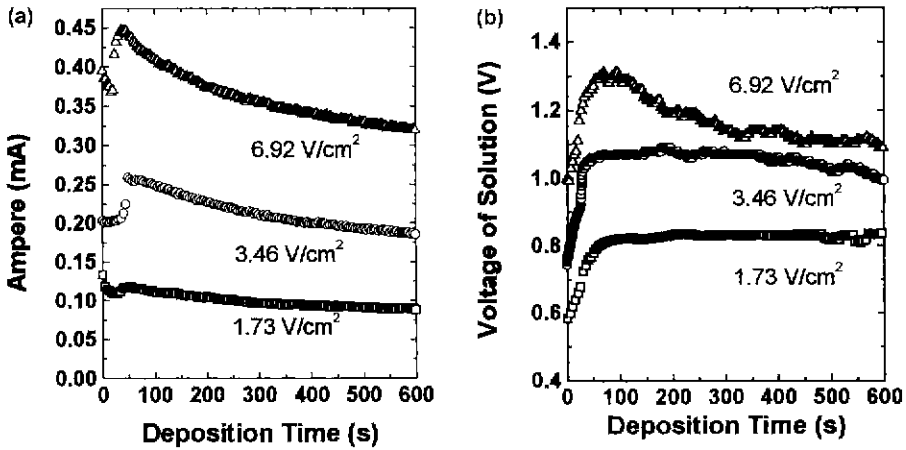 (a)
0.45
0.40
0.35
0.30
0.25
0.20
0.15
0.10
0.05
0.00
Ampere (mA)
6.92 V/cm²
3.46 V/cm²
1.73 V/cm²
0 100 200 300 400 500 600
Deposition Time (s)
(b)
1.4
1.2
1.0
0.8
0.6
0.4
Voltage of Solution (V)
6.92 V/cm²
3.46 V/cm²
1.73 V/cm²
0 100 200 300 400 500 600
Deposition Time (s)